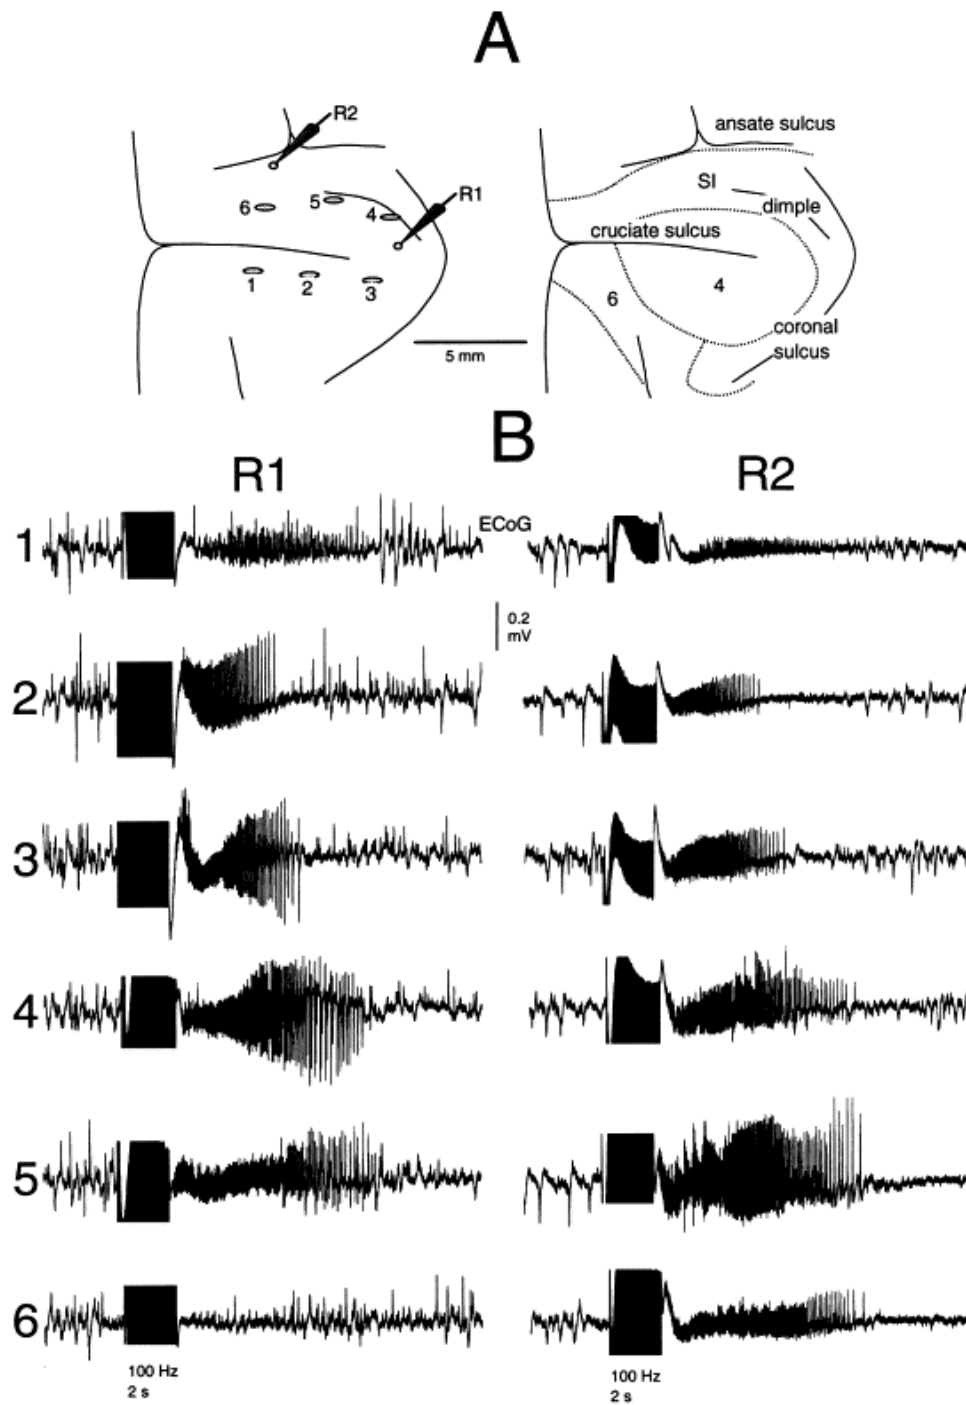 A
R2
R1
6
5
4
1
2
3
5 mm
ansate sulcus
SI
dimple
cruciate sulcus
6
4
coronal
sulcus
B
R1
R2
ECoG
1
0.2
mV
2
3
4
5
6
100 Hz
2 s
100 Hz
2 s